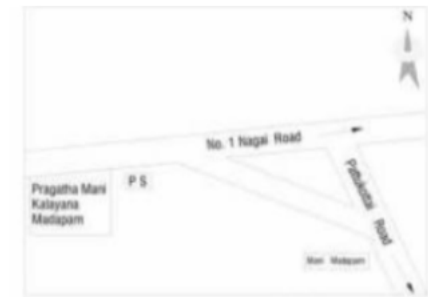 N
No. 1 Nagai Road
Pragatha Mani
Kalayana
Madapam
P S
Pattukottai Road
Mani Madapam